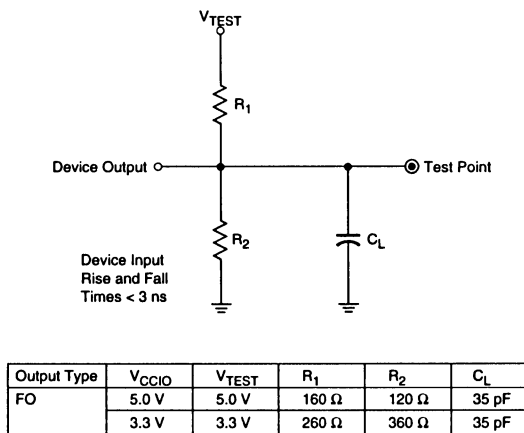 VTEST
R1
Device Output
Test Point
R2
CL
Device Input
Rise and Fall
Times < 3 ns
Output Type VCCIO VTEST R1 R2 CL
FO 5.0 V 5.0 V 160 Ω 120 Ω 35 pF
3.3 V 3.3 V 260 Ω 360 Ω 35 pF